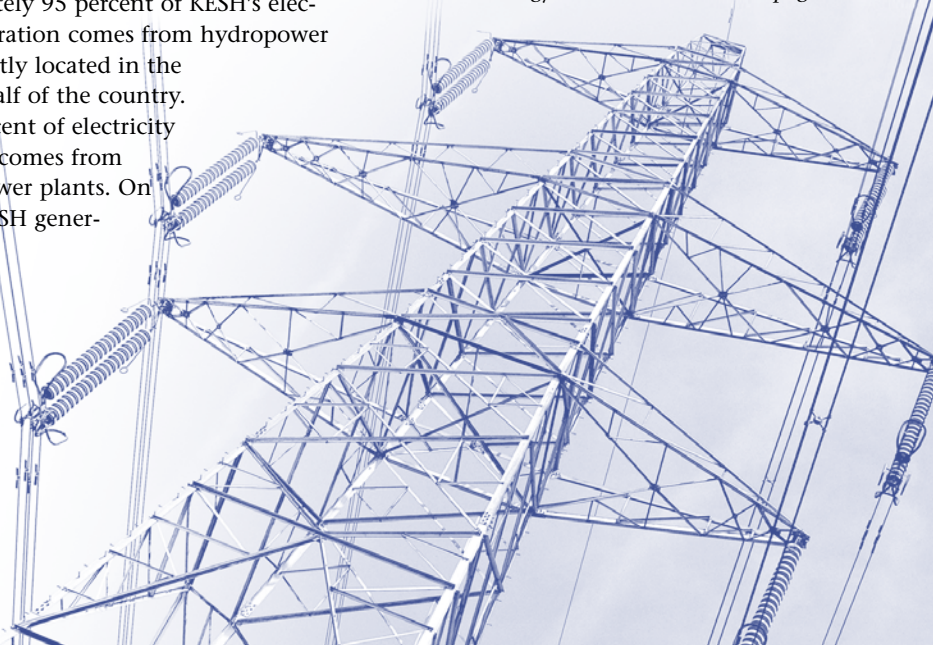 tely 95 percent of KESH's elec-
ration comes from hydropower
tly located in the
alf of the country.
cent of electricity
comes from
wer plants. On
SH gener-